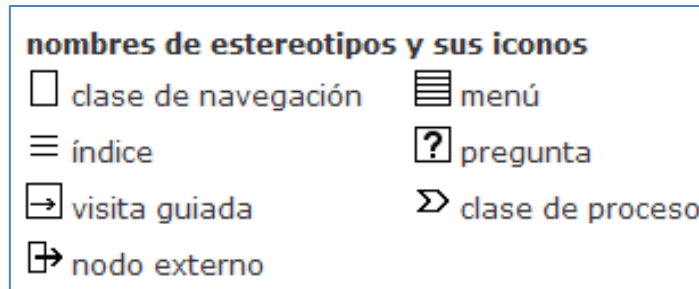 nombres de estereotipos y sus iconos
clase de navegación menú
índice ? pregunta
visita guiada clase de proceso
nodo externo